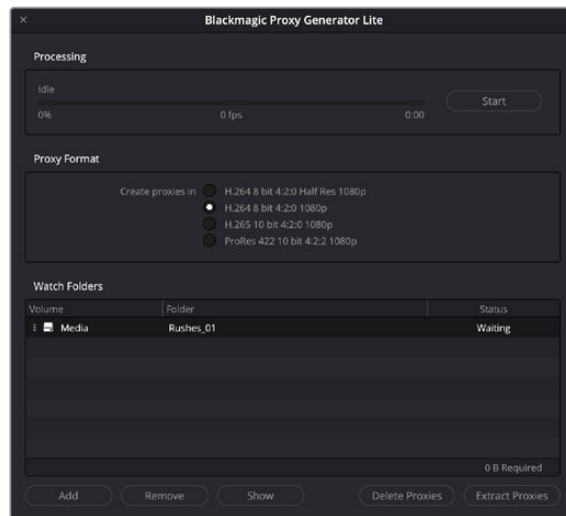 Blackmagic Proxy Generator Lite
Processing
Idle
Start
0% 0 fps 0:00
Proxy Format
Create proxies in H.264 8 bit 4:2:0 Half Res 1080p
H.264 8 bit 4:2:0 1080p
H.265 10 bit 4:2:0 1080p
ProRes 422 10 bit 4:2:2 1080p
Watch Folders
Volume Folder Status
Media Rushes_01 Waiting
0 B Required
Add Remove Show Delete Proxies Extract Proxies